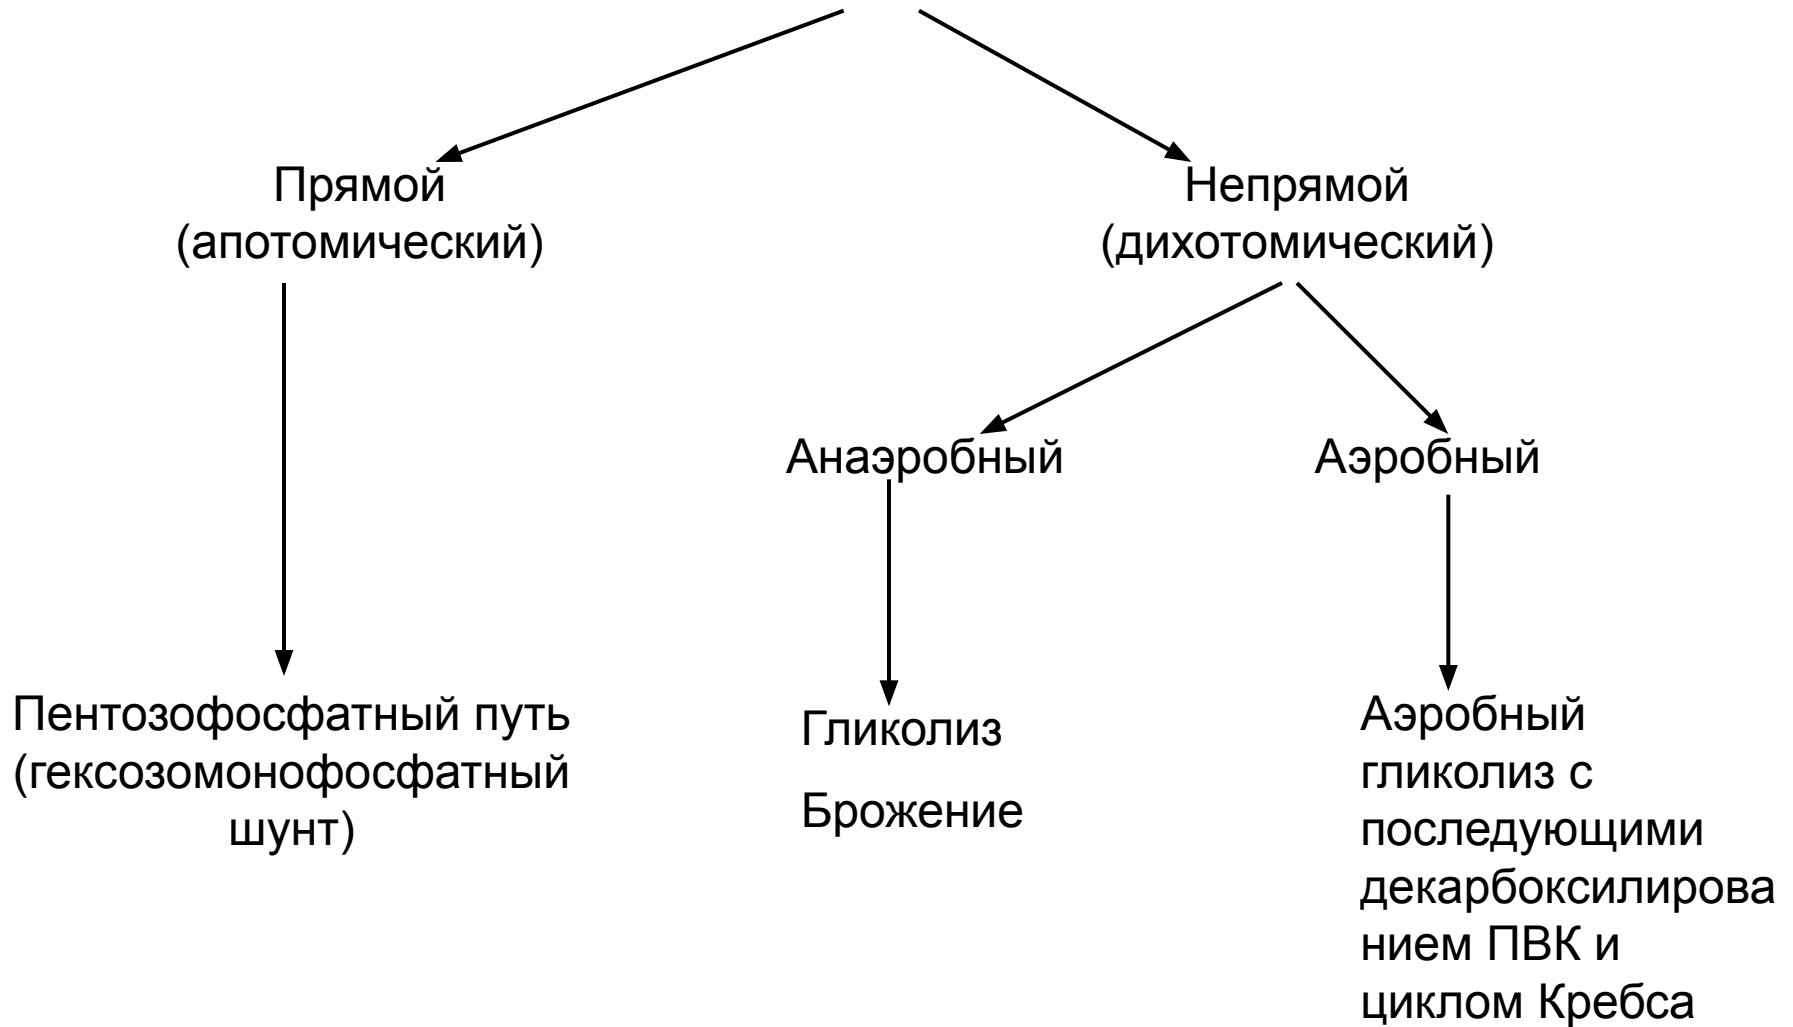 Прямой
(апотомический)
Непрямой
(дихотомический)
Анаэробный
Аэробный
Пентозофосфатный путь
(гексозомонофосфатный
шунт)
Гликолиз
Брожение
Аэробный
гликолиз с
последующими
декарбоксилирова
нием ПВК и
циклом Кребса